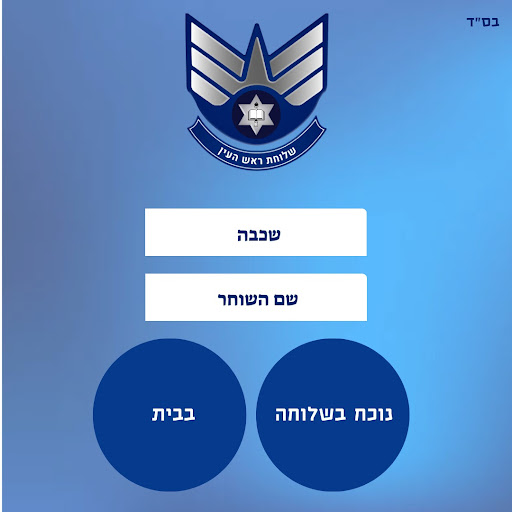 בס"ד
שלוחת ראש העין
שכבה
שם השוחר
נוכח בשלוחה
בבית